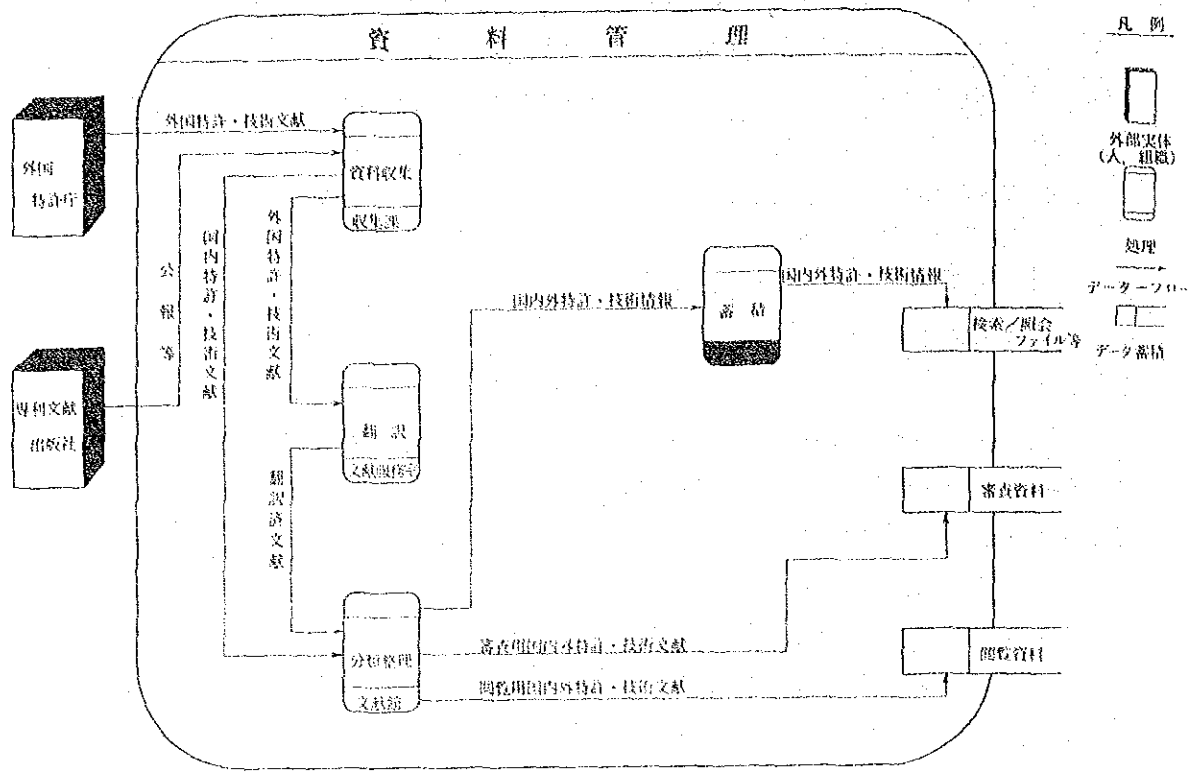 資料管理
凡例
外部実体
(人、組織)
処理
データーフロー
データ蓄積
外国
特許庁
専利文献
出版社
外国特許・技術文献
公報等
国内特許・技術文献
外国特許・技術文献
資料収集
収集課
翻訳
翻訳済文献
分類整理
文献館
国内外特許・技術情報
蓄積
国内外特許・技術情報
検索/照会
ファイル等
審査資料
閲覧資料
審査用国内外特許・技術文献
閲覧用国内外特許・技術文献